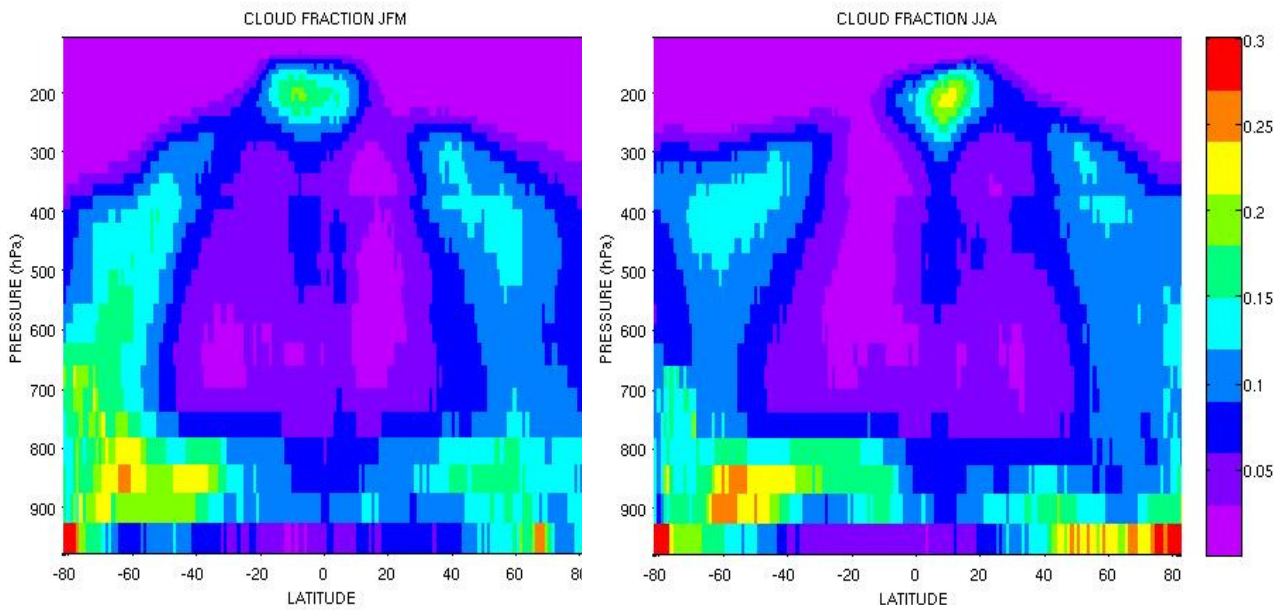 CLOUD FRACTION JFM
200
300
400
500
600
700
800
900
PRESSURE (hPa)
-80 -60 -40 -20 0 20 40 60 80
LATITUDE
CLOUD FRACTION JJA
200
300
400
500
600
700
800
900
PRESSURE (hPa)
-80 -60 -40 -20 0 20 40 60 80
LATITUDE
0.3
0.25
0.2
0.15
0.1
0.05